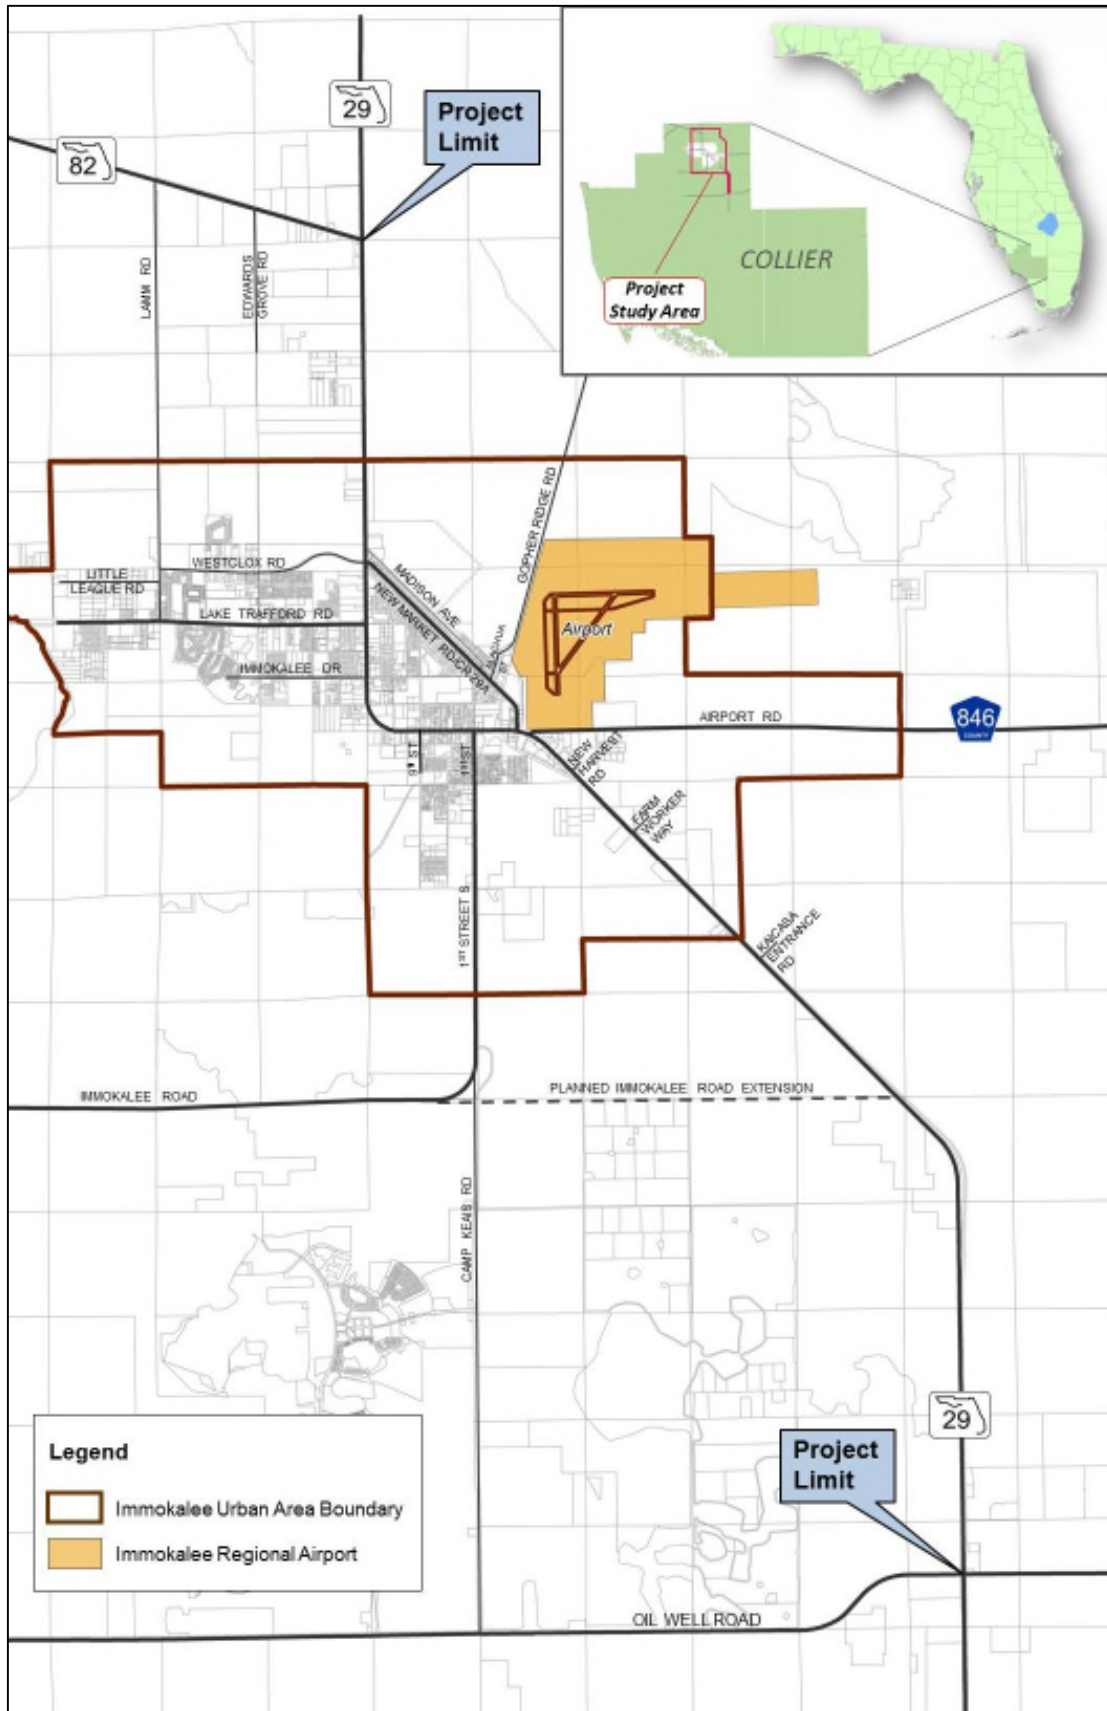 29
Project
Limit
82
COLLIER
Project
Study Area
LAMM RD
EDWARDS
GROVE RD
GOPHER RIDGE RD
WESTCLOX RD
LITTLE
LEAGUE RD
MADISON AVE
NEW MARKET RD/CR 29A
LAKE TRAFFORD RD
Airport
ST
IMMOKALEE DR
AIRPORT RD
846
COUNTY
9TH ST
1ST ST
NEW
HARVEST
RD
FARM
WORKER
WAY
1ST STREET S
KAICASA
ENTRANCE
RD
IMMOKALEE ROAD
PLANNED IMMOKALEE ROAD EXTENSION
CAMP KEAIS RD
29
Project
Limit
Legend
Immokalee Urban Area Boundary
Immokalee Regional Airport
OIL WELL ROAD